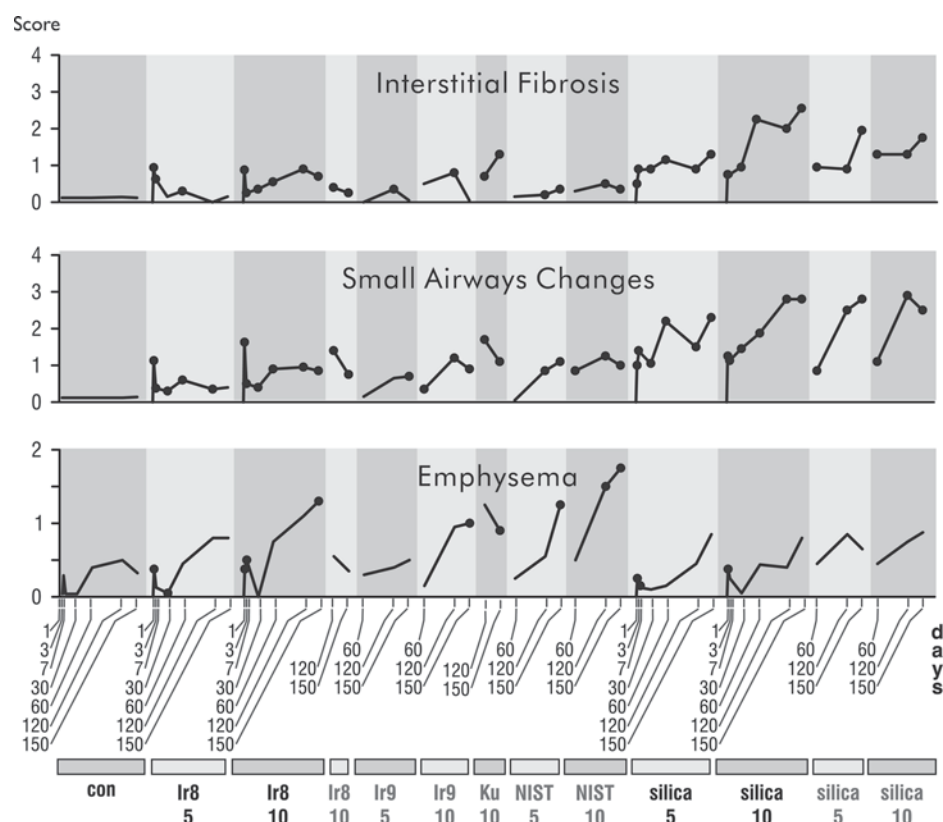 Score
4
3
2
1
0
Interstitial Fibrosis
4
3
2
1
0
Small Airways Changes
2
1
0
Emphysema
1 1 1 1 1
3 3 3 60 60 60 60 3 3 60 60
7 7 7 120 120 120 120 120 120 7 7 120 120
30 30 30 150 150 150 150 150 150 30 30 150 150
60 60 60 60 60
120 120 120 120 120
150 150 150 150 150
days
con Ir8 Ir8 Ir8 Ir9 Ir9 Ku NIST NIST silica silica silica silica
5 10 10 5 10 10 5 10 5 10 5 10